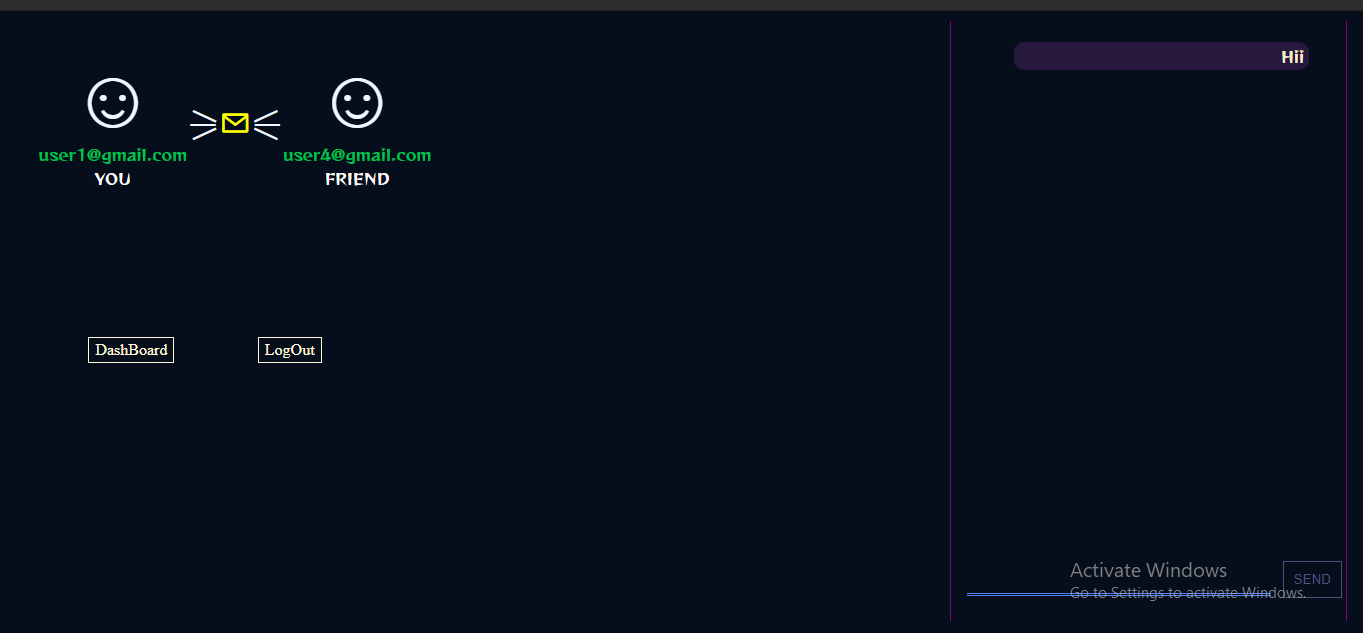 Hii
user1@gmail.com
user4@gmail.com
YOU
FRIEND
DashBoard
LogOut
Activate Windows
SEND
Go to Settings to activate Windows.